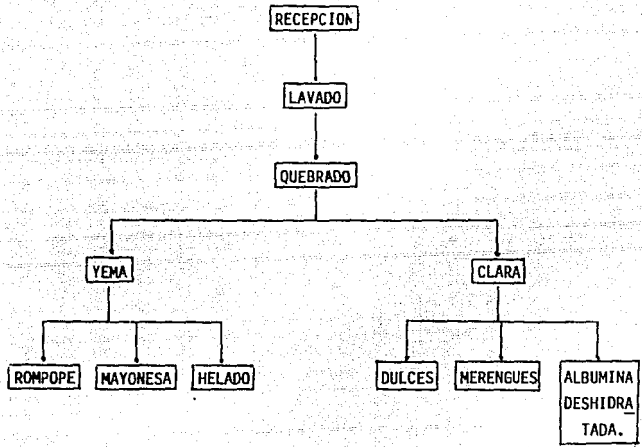 RECEPCION
LAVADO
QUEBRADO
YEMA
CLARA
ROMPOPE
MAYONESA
HELADO
DULCES
MERENGUES
ALBUMINA
DESHIDRA
TADA.